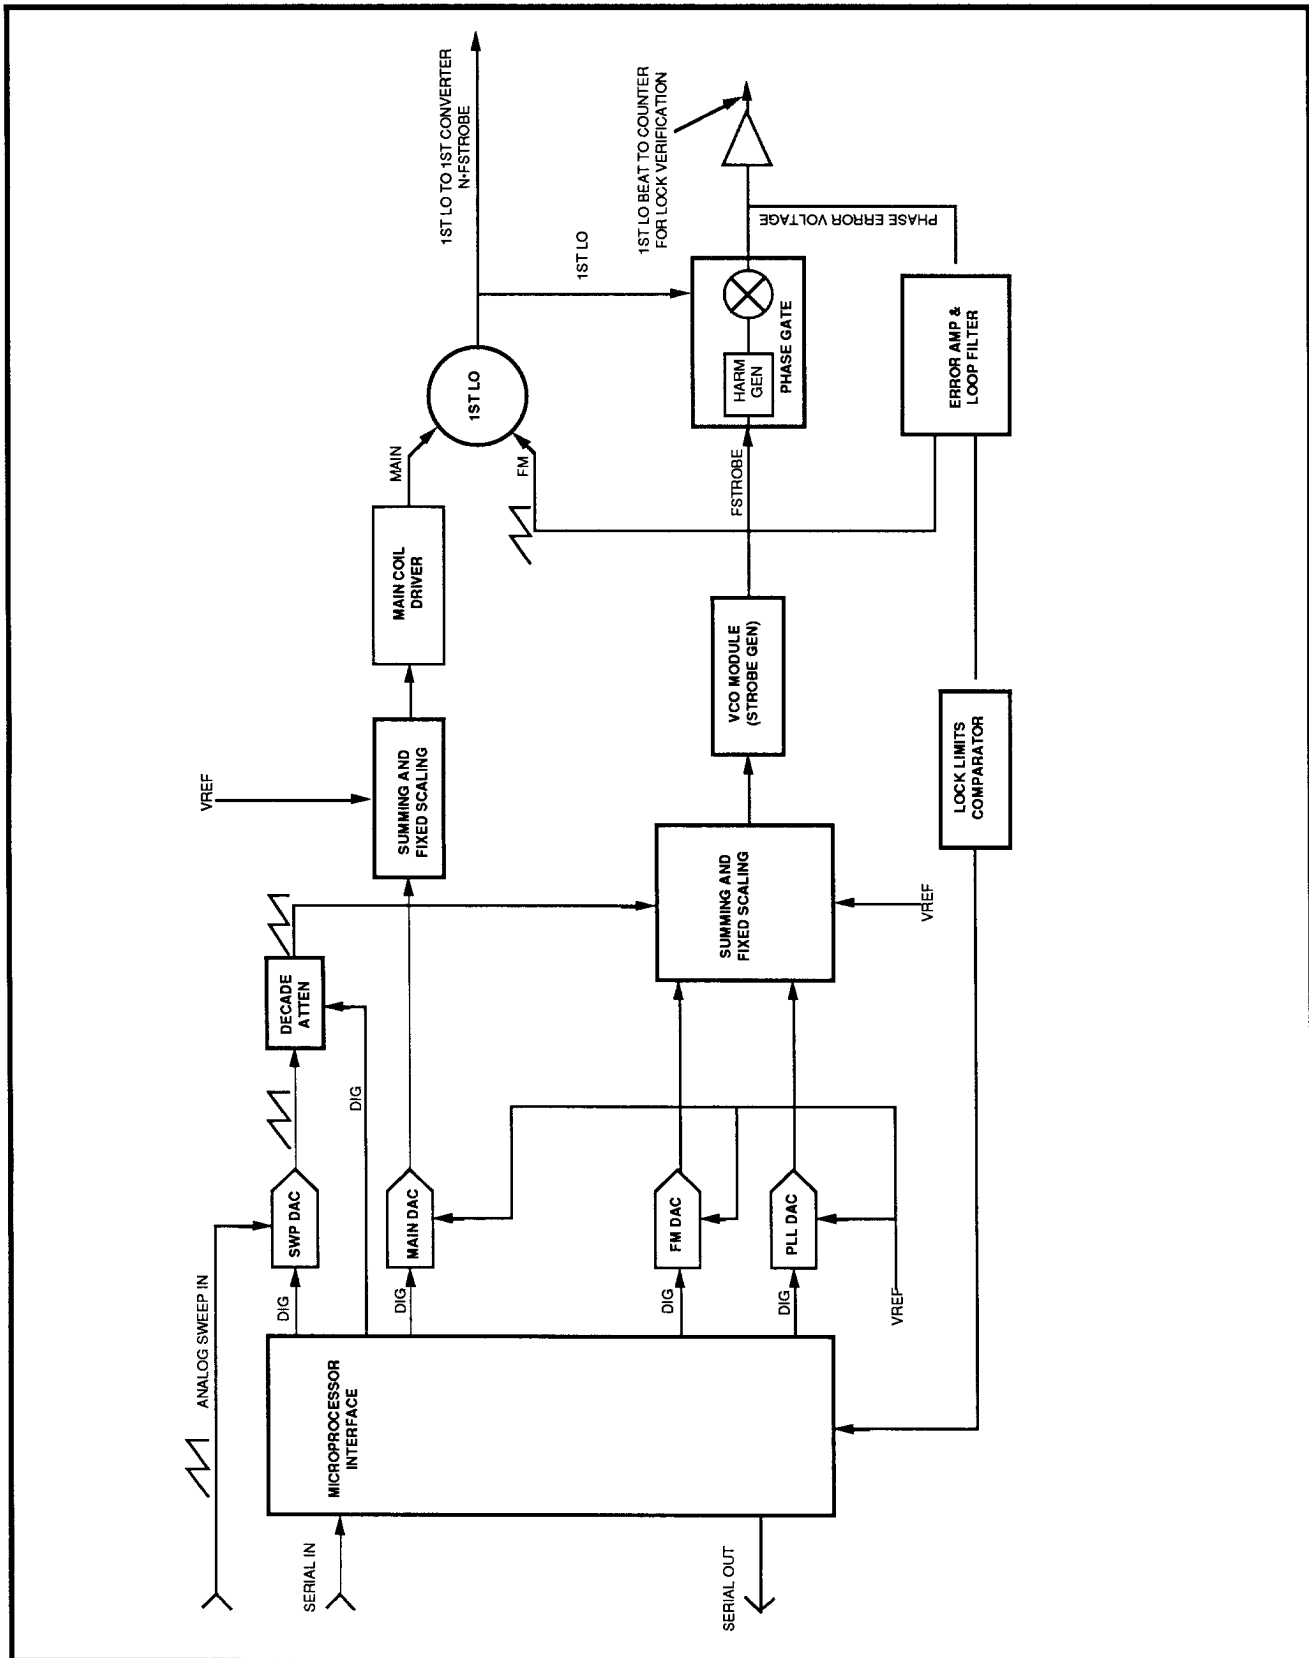 ANALOG SWEEP IN
SERIAL IN
SERIAL OUT
MICROPROCESSOR
INTERFACE
DIG
DIG
DIG
DIG
DIG
SWP DAC
MAIN DAC
FM DAC
PLL DAC
VREF
DECADE
ATTEN
VREF
SUMMING AND
FIXED SCALING
SUMMING AND
FIXED SCALING
VREF
MAIN COIL
DRIVER
VCO MODULE
(STROBE GEN)
LOCK LIMITS
COMPARATOR
MAIN
FM
FSTROBE
1ST LO
HARM
GEN
PHASE GATE
ERROR AMP &
LOOP FILTER
1ST LO
PHASE ERROR VOLTAGE
1ST LO TO 1ST CONVERTER
N•FSTROBE
1ST LO BEAT TO COUNTER
FOR LOCK VERIFICATION